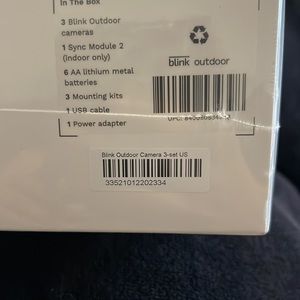 In The Box
3 Blink Outdoor
cameras
1 Sync Module 2
(indoor only)
6 AA lithium metal
batteries
3 Mounting kits
1 USB cable
1 Power adapter
blink outdoor
UPC:
Blink Outdoor Camera 3-set US
33521012202334